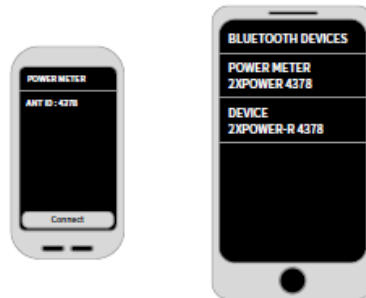 POWER METER
ANT ID : 4378
Connect
BLUETOOTH DEVICES
POWER METER
2XPOWER 4378
DEVICE
2XPOWER-R 4378